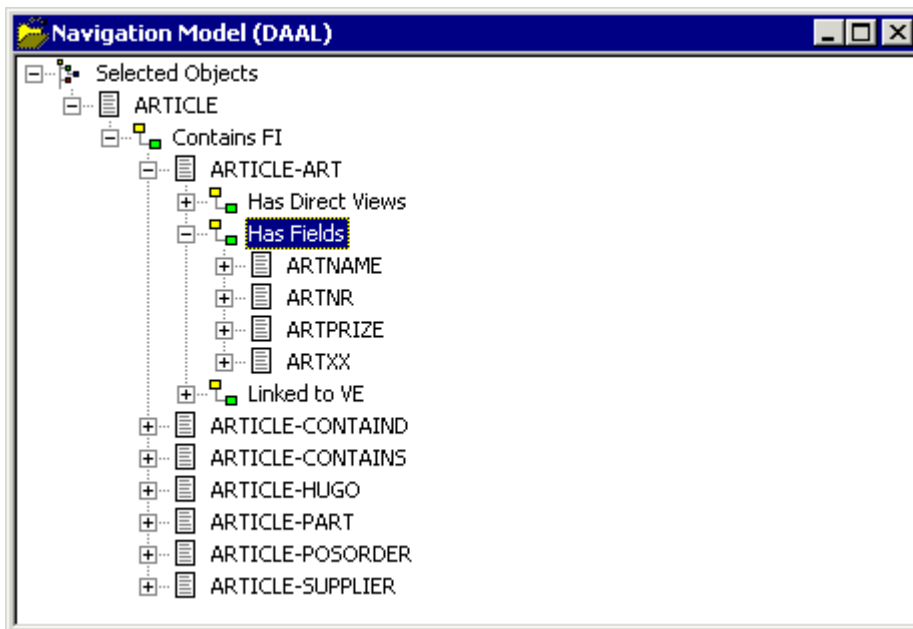 Navigation Model (DAAL)
Selected Objects
ARTICLE
Contains FI
ARTICLE-ART
Has Direct Views
Has Fields
ARTNAME
ARTNR
ARTPRIZE
ARTXX
Linked to VE
ARTICLE-CONTAIND
ARTICLE-CONTAINS
ARTICLE-HUGO
ARTICLE-PART
ARTICLE-POSORDER
ARTICLE-SUPPLIER